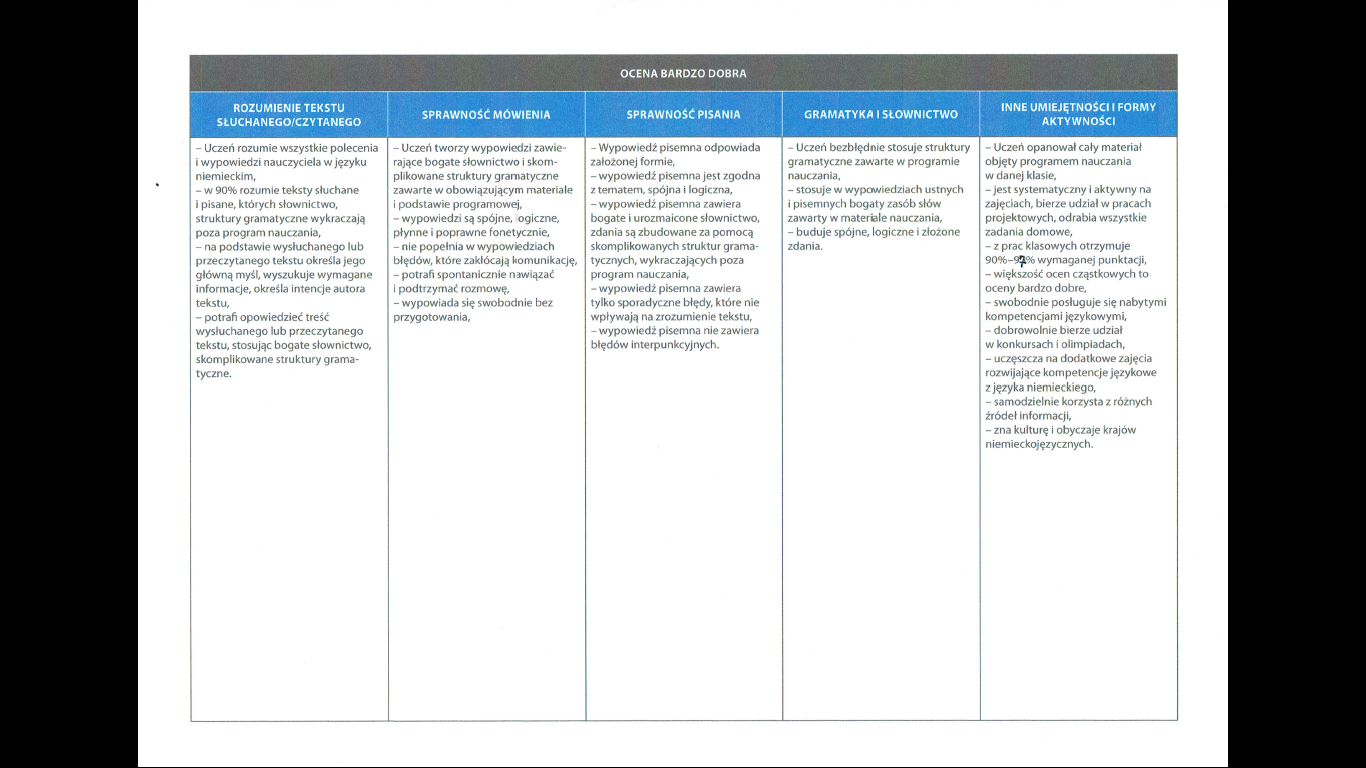 OCENA BARDZO DOBRA
ROZUMIENIE TEKSTU
SŁUCHANEGO/CZYTANEGO
– Uczeń rozumie wszystkie polecenia
i wypowiedzi nauczyciela w języku
niemieckim,
– w 90% rozumie teksty słuchane
i pisane, których słownictwo,
struktury gramatyczne wykraczają
poza program nauczania,
– na podstawie wysłuchanego lub
przeczytanego tekstu określa jego
główną myśl, wyszukuje wymagane
informacje, określa intencje autora
tekstu,
– potrafi opowiedzieć treść
wysłuchanego lub przeczytanego
tekstu, stosując bogate słownictwo,
skomplikowane struktury grama-
tyczne.
SPRAWNOŚĆ MÓWIENIA
– Uczeń tworzy wypowiedzi zawie-
rające bogate słownictwo i skom-
plikowane struktury gramatyczne
zawarte w obowiązującym materiale
i podstawie programowej,
– wypowiedzi są spójne, logiczne,
płynne i poprawne fonetycznie,
– nie popełnia w wypowiedziach
błędów, które zakłócają komunikację,
– potrafi spontanicznie nawiązać
i podtrzymać rozmowę,
– wypowiada się swobodnie bez
przygotowania,
SPRAWNOŚĆ PISANIA
– Wypowiedź pisemna odpowiada
założonej formie,
– wypowiedź pisemna jest zgodna
z tematem, spójna i logiczna,
– wypowiedź pisemna zawiera
bogate i urozmaicone słownictwo,
zdania są zbudowane za pomocą
skomplikowanych struktur grama-
tycznych, wykraczających poza
program nauczania,
– wypowiedź pisemna zawiera
tylko sporadyczne błędy, które nie
wpływają na zrozumienie tekstu,
– wypowiedź pisemna nie zawiera
błędów interpunkcyjnych.
GRAMATYKA I SŁOWNICTWO
– Uczeń bezbłędnie stosuje struktury
gramatyczne zawarte w programie
nauczania,
– stosuje w wypowiedziach ustnych
i pisemnych bogaty zasób słów
zawarty w materiale nauczania,
– buduje spójne, logiczne i złożone
zdania.
INNE UMIEJĘTNOŚCI I FORMY
AKTYWNOŚCI
– Uczeń opanował cały materiał
objęty programem nauczania
w danej klasie,
– jest systematyczny i aktywny na
zajęciach, bierze udział w pracach
projektowych, odrabia wszystkie
zadania domowe,
– z prac klasowych otrzymuje
90%–97% wymaganej punktacji,
– większość ocen cząstkowych to
oceny bardzo dobre,
– swobodnie posługuje się nabytymi
kompetencjami językowymi,
– dobrowolnie bierze udział
w konkursach i olimpiadach,
– uczęszcza na dodatkowe zajęcia
rozwijające kompetencje językowe
z języka niemieckiego,
– samodzielnie korzysta z różnych
źródeł informacji,
– zna kulturę i obyczaje krajów
niemieckojęzycznych.